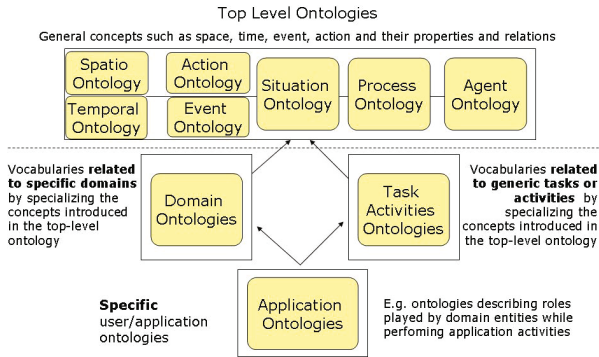 Top Level Ontologies
General concepts such as space, time, event, action and their properties and relations
Spatio
Ontology
Temporal
Ontology
Action
Ontology
Event
Ontology
Situation
Ontology
Process
Ontology
Agent
Ontology
Vocabularies related
to specific domains
by specializing the
concepts introduced
in the top-level
ontology
Domain
Ontologies
Task
Activities
Ontologies
Vocabularies related
to generic tasks or
activities by
specializing the
concepts introduced
in the top-level ontology
Specific
user/application
ontologies
Application
Ontologies
E.g. ontologies describing roles
played by domain entities while
perfoming application activities